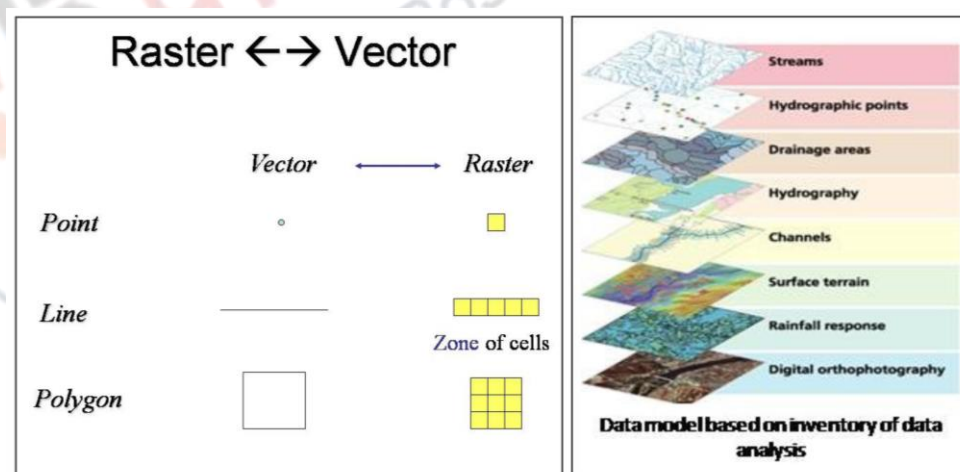 Raster ←→ Vector
Vector ↔ Raster
Point
Line
Zone of cells
Polygon
Streams
Hydrographic points
Drainage areas
Hydrography
Channels
Surface terrain
Rainfall response
Digital orthophotography
Data model based on inventory of data
analysis